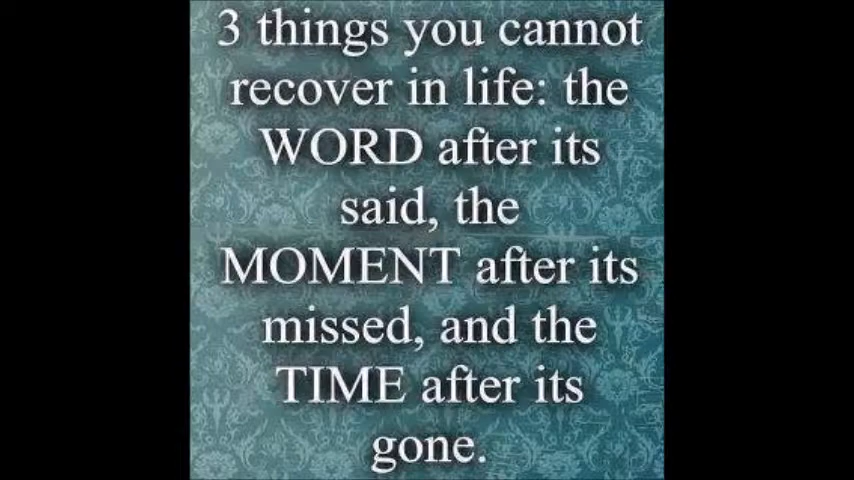 3 things you cannot
recover in life: the
WORD after its
said, the
MOMENT after its
missed, and the
TIME after its
gone.